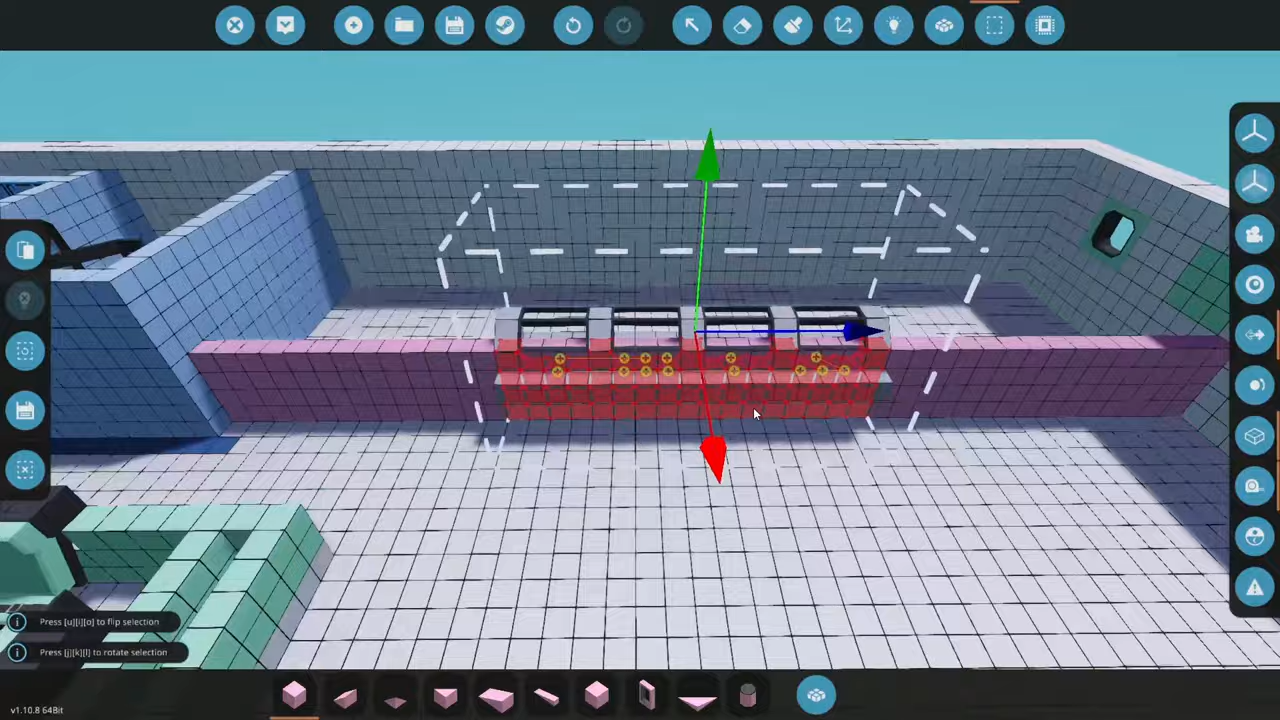 Press [u][i][o] to flip selection
Press [j][k][l] to rotate selection
v1.10.8 64Bit